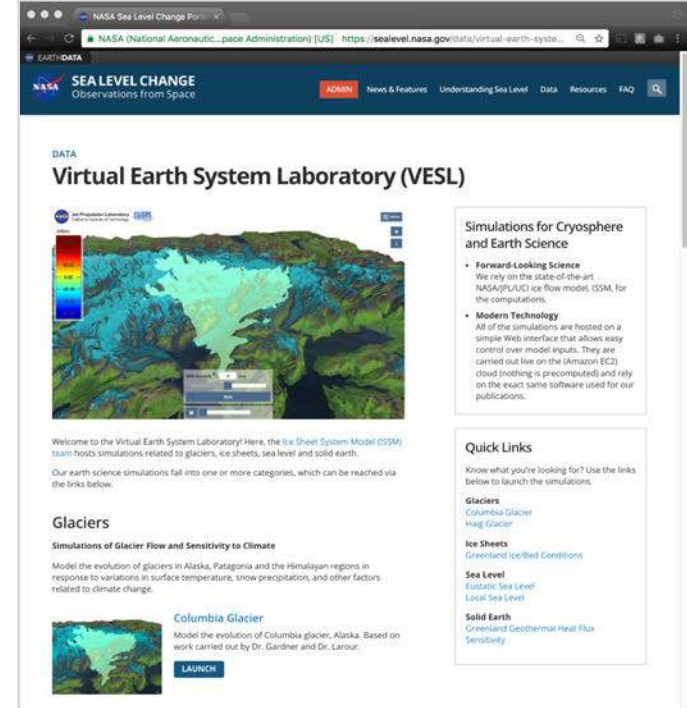 NASA Sea Level Change Port
NASA (National Aeronautic...pace Administration) [US] https://sealevel.nasa.gov/data/virtual-earth-syste...
EARTHDATA
NASA
SEA LEVEL CHANGE
Observations from Space
ADMIN News & Features Understanding Sea Level Data Resources FAQ
DATA
Virtual Earth System Laboratory (VESL)
Jet Propulsion Laboratory
California Institute of Technology
ISSM
MENU
Welcome to the Virtual Earth System Laboratory! Here, the Ice Sheet System Model (ISSM)
team hosts simulations related to glaciers, ice sheets, sea level and solid earth.
Our earth science simulations fall into one or more categories, which can be reached via
the links below.
Glaciers
Simulations of Glacier Flow and Sensitivity to Climate
Model the evolution of glaciers in Alaska, Patagonia and the Himalayan regions in
response to variations in surface temperature, snow precipitation, and other factors
related to climate change.
Columbia Glacier
Model the evolution of Columbia glacier, Alaska. Based on
work carried out by Dr. Gardner and Dr. Larour.
LAUNCH
Simulations for Cryosphere
and Earth Science
• Forward-Looking Science
We rely on the state-of-the-art
NASA/JPL/UCI ice flow model, ISSM, for
the computations.
• Modern Technology
All of the simulations are hosted on a
simple Web interface that allows easy
control over model inputs. They are
carried out live on the (Amazon EC2)
cloud (nothing is precomputed) and rely
on the exact same software used for our
publications.
Quick Links
Know what you're looking for? Use the links
below to launch the simulations.
Glaciers
Columbia Glacier
Haig Glacier
Ice Sheets
Greenland Ice/Bed Conditions
Sea Level
Eustatic Sea Level
Local Sea Level
Solid Earth
Greenland Geothermal Heat Flux
Sensitivity